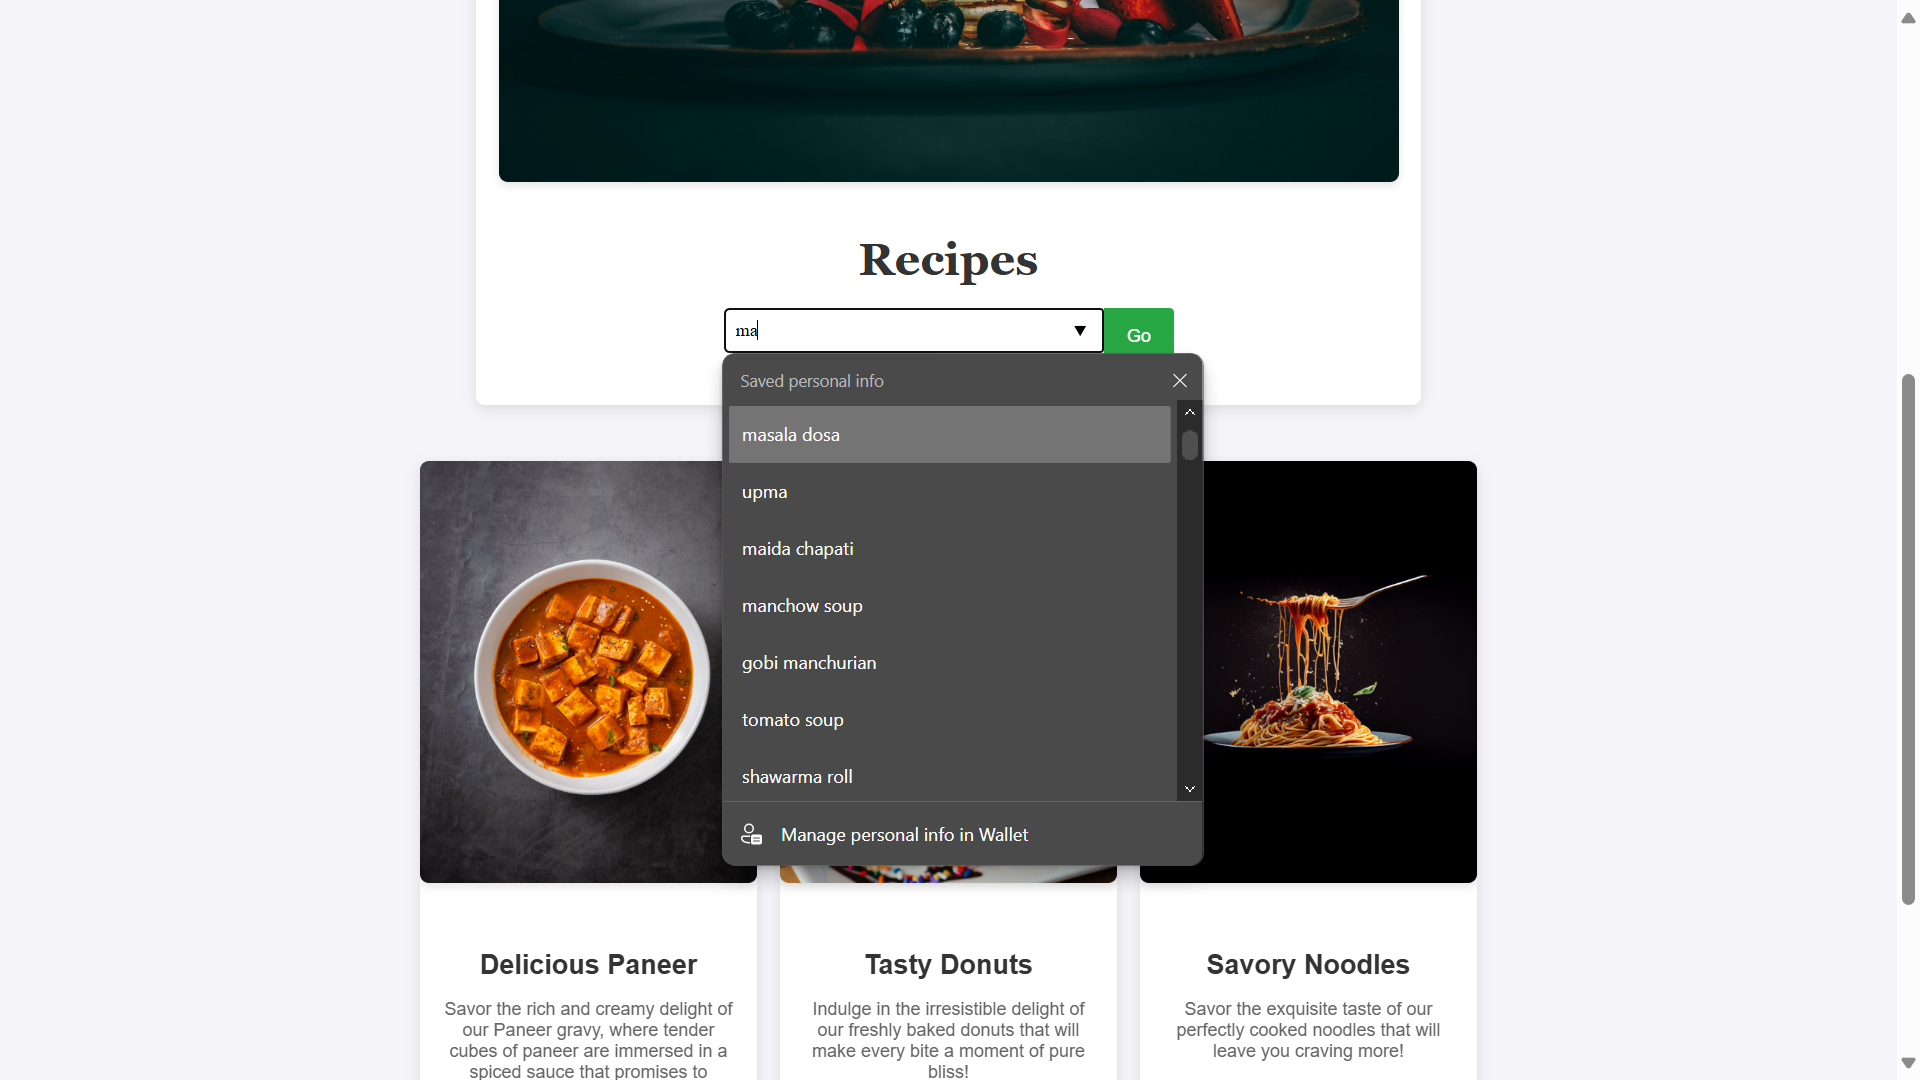 Recipes
ma
Go
Saved personal info
masala dosa
upma
maida chapati
manchow soup
gobi manchurian
tomato soup
shawarma roll
Manage personal info in Wallet
Delicious Paneer
Savor the rich and creamy delight of
our Paneer gravy, where tender
cubes of paneer are immersed in a
spiced sauce that promises to
Tasty Donuts
Indulge in the irresistible delight of
our freshly baked donuts that will
make every bite a moment of pure
bliss!
Savory Noodles
Savor the exquisite taste of our
perfectly cooked noodles that will
leave you craving more!